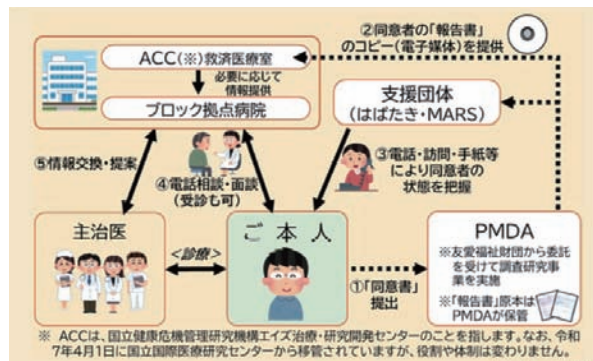 ②同意者の「報告書」
のコピー(電子媒体)を提供
ACC(※)救済医療室
必要に応じて
情報提供
ブロック拠点病院
支援団体
(はばたき・MARS)
⑤情報交換・提案
④電話相談・面談
(受診も可)
③電話・訪問・手紙等
により同意者の
状態を把握
主治医
<診療>
ご本人
①「同意書」
提出
PMDA
※友愛福祉財団から委託
を受けて調査研究事
業を実施
※「報告書」原本は
PMDAが保管
※ ACCは、国立健康危機管理研究機構エイズ治療・研究開発センターのことを指します。なお、令和
7年4月1日に国立国際医療研究センターから移管されていますが、役割や体制は変わりません。